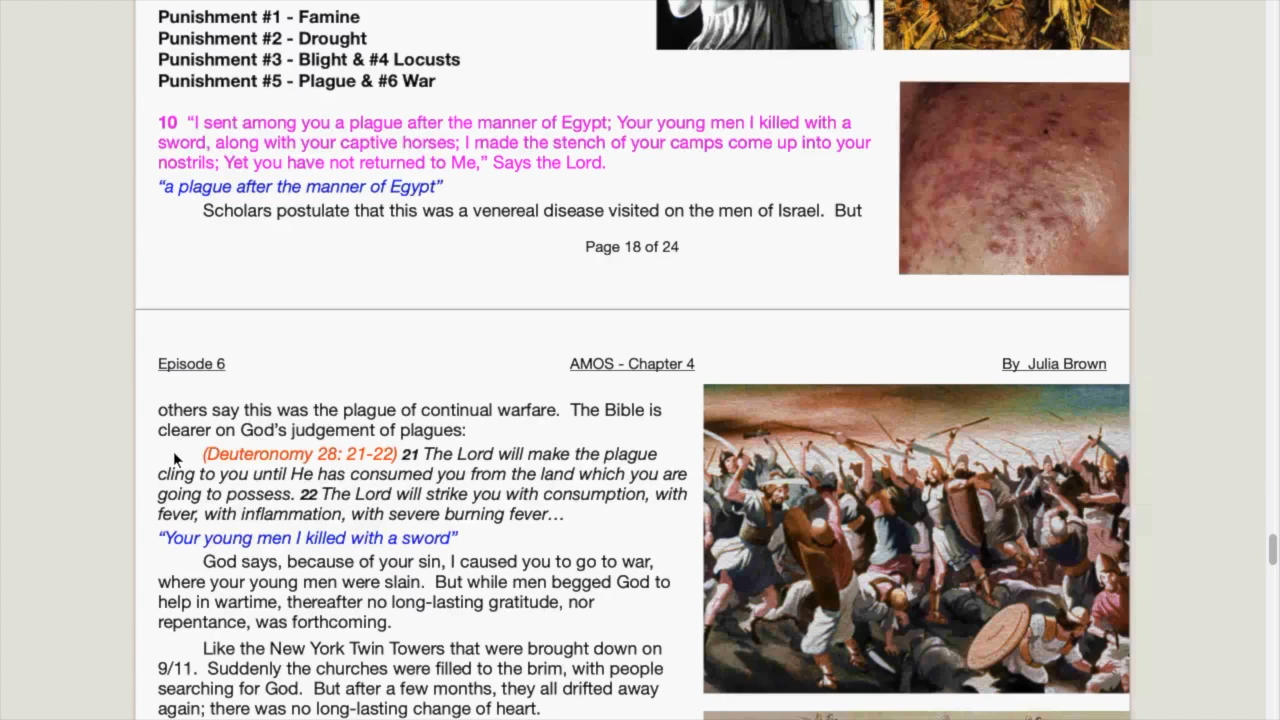 Punishment #1 - Famine
Punishment #2 - Drought
Punishment #3 - Blight & #4 Locusts
Punishment #5 - Plague & #6 War
10 “I sent among you a plague after the manner of Egypt; Your young men I killed with a
sword, along with your captive horses; I made the stench of your camps come up into your
nostrils; Yet you have not returned to Me,” Says the Lord.
“a plague after the manner of Egypt”
Scholars postulate that this was a venereal disease visited on the men of Israel. But
Page 18 of 24
Episode 6 AMOS - Chapter 4 By Julia Brown
others say this was the plague of continual warfare. The Bible is
clearer on God’s judgement of plagues:
(Deuteronomy 28: 21-22) 21 The Lord will make the plague
cling to you until He has consumed you from the land which you are
going to possess. 22 The Lord will strike you with consumption, with
fever, with inflammation, with severe burning fever…
“Your young men I killed with a sword”
God says, because of your sin, I caused you to go to war,
where your young men were slain. But while men begged God to
help in wartime, thereafter no long-lasting gratitude, nor
repentance, was forthcoming.
Like the New York Twin Towers that were brought down on
9/11. Suddenly the churches were filled to the brim, with people
searching for God. But after a few months, they all drifted away
again; there was no long-lasting change of heart.